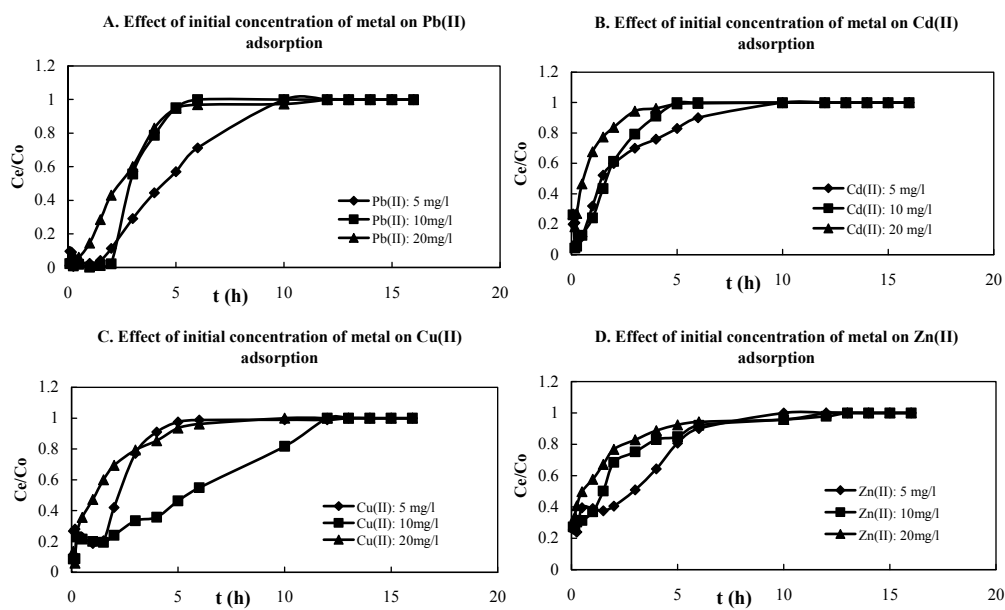 A. Effect of initial concentration of metal on Pb(II)
adsorption
1.2
1
0.8
0.6
0.4
0.2
0
Ce/Co
Pb(II): 5 mg/l
Pb(II): 10mg/l
Pb(II): 20mg/l
0 5 10 15 20
t (h)
B. Effect of initial concentration of metal on Cd(II)
adsorption
1.2
1
0.8
0.6
0.4
0.2
0
Ce/Co
Cd(II): 5 mg/l
Cd(II): 10 mg/l
Cd(II): 20 mg/l
0 5 10 15 20
t (h)
C. Effect of initial concentration of metal on Cu(II)
adsorption
1.2
1
0.8
0.6
0.4
0.2
0
Ce/Co
Cu(II): 5 mg/l
Cu(II): 10mg/l
Cu(II): 20mg/l
0 5 10 15 20
t (h)
D. Effect of initial concentration of metal on Zn(II)
adsorption
1.2
1
0.8
0.6
0.4
0.2
0
Ce/Co
Zn(II): 5 mg/l
Zn(II): 10mg/l
Zn(II): 20mg/l
0 5 10 15 20
t (h)